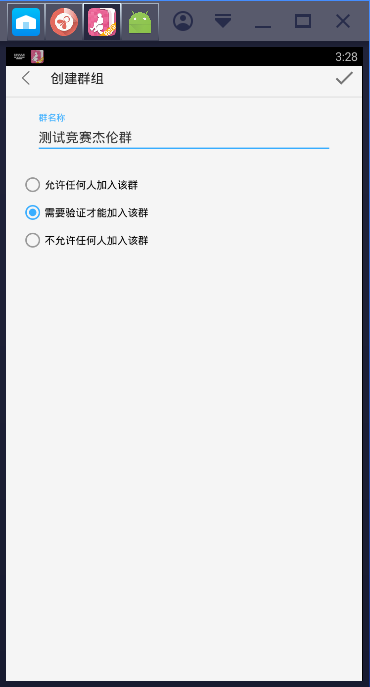 3:28
创建群组
群名称
测试竞赛杰伦群
允许任何人加入该群
需要验证才能加入该群
不允许任何人加入该群